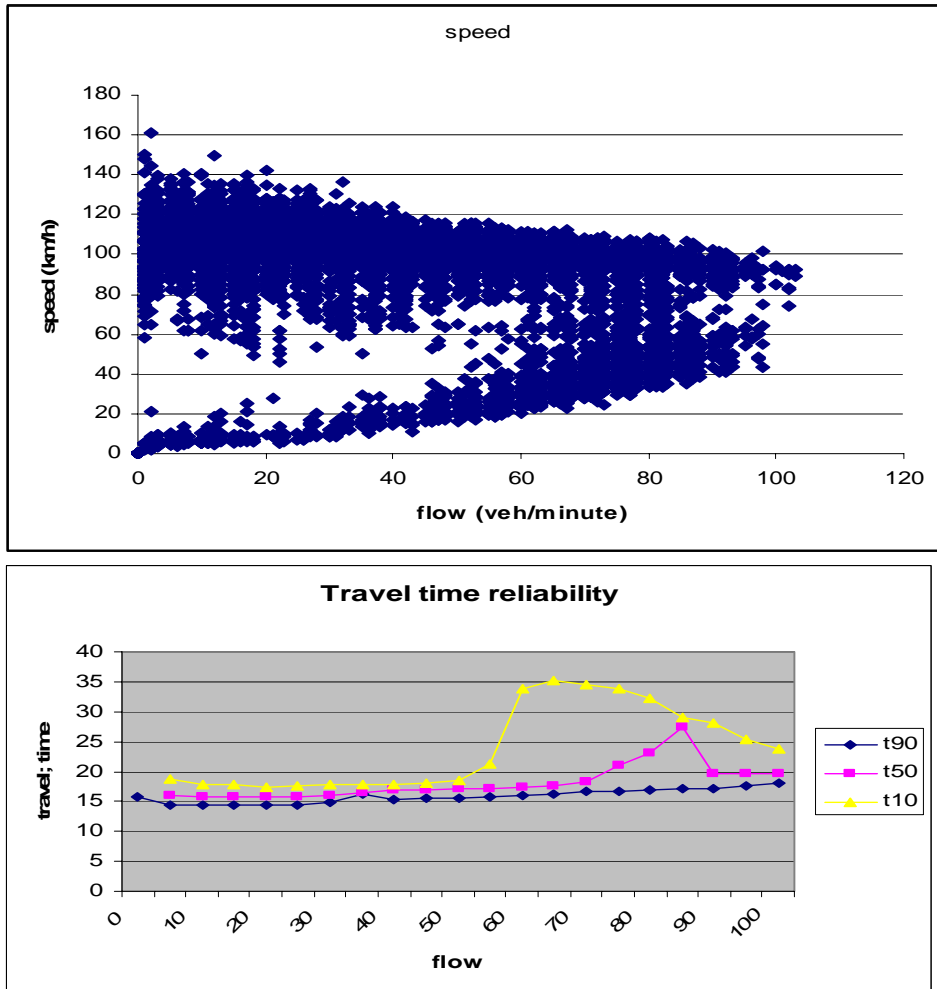 speed
180
160
140
120
100
80
60
40
20
0
speed (km/h)
0 20 40 60 80 100 120
flow (veh/minute)
Travel time reliability
40
35
30
25
20
15
10
5
0
travel; time
0 10 20 30 40 50 60 70 80 90 100
flow
t90
t50
t10